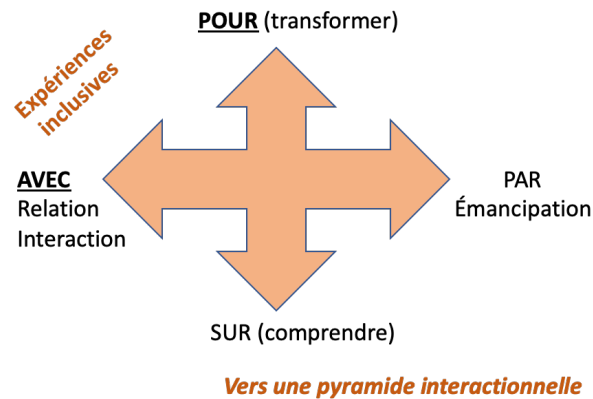 POUR (transformer)
Expériences
inclusives
AVEC
Relation
Interaction
PAR
Émancipation
SUR (comprendre)
Vers une pyramide interactionnelle